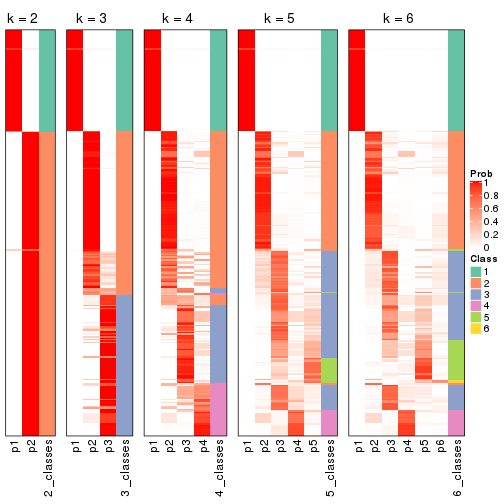 k = 2
k = 3
k = 4
k = 5
k = 6
p1
p2
2_classes
p1
p2
p3
3_classes
p1
p2
p3
p4
4_classes
p1
p2
p3
p4
p5
5_classes
p1
p2
p3
p4
p5
p6
6_classes
Prob
1
0.8
0.6
0.4
0.2
0
Class
1
2
3
4
5
6